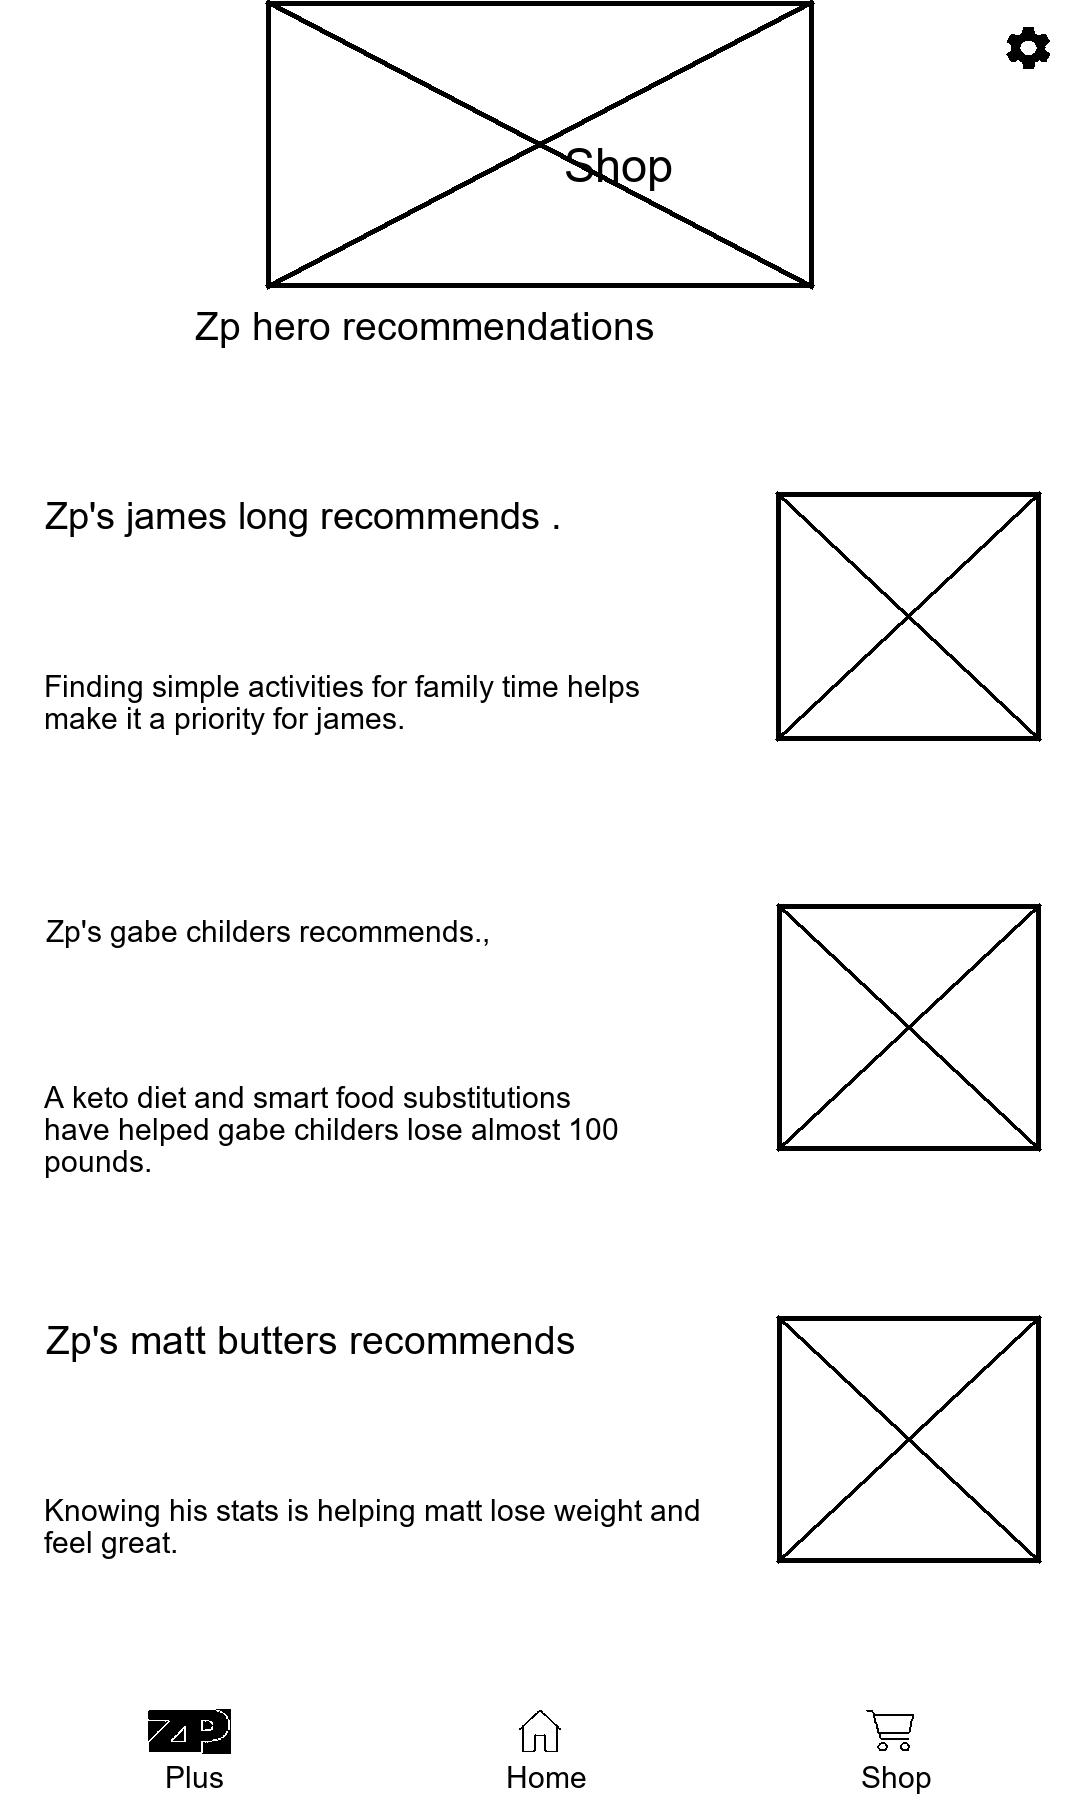 Shop
Zp hero recommendations
Zp's james long recommends .
Finding simple activities for family time helps
make it a priority for james.
Zp's gabe childers recommends.,
A keto diet and smart food substitutions
have helped gabe childers lose almost 100
pounds.
Zp's matt butters recommends
Knowing his stats is helping matt lose weight and
feel great.
ZAP
Plus
Home
Shop